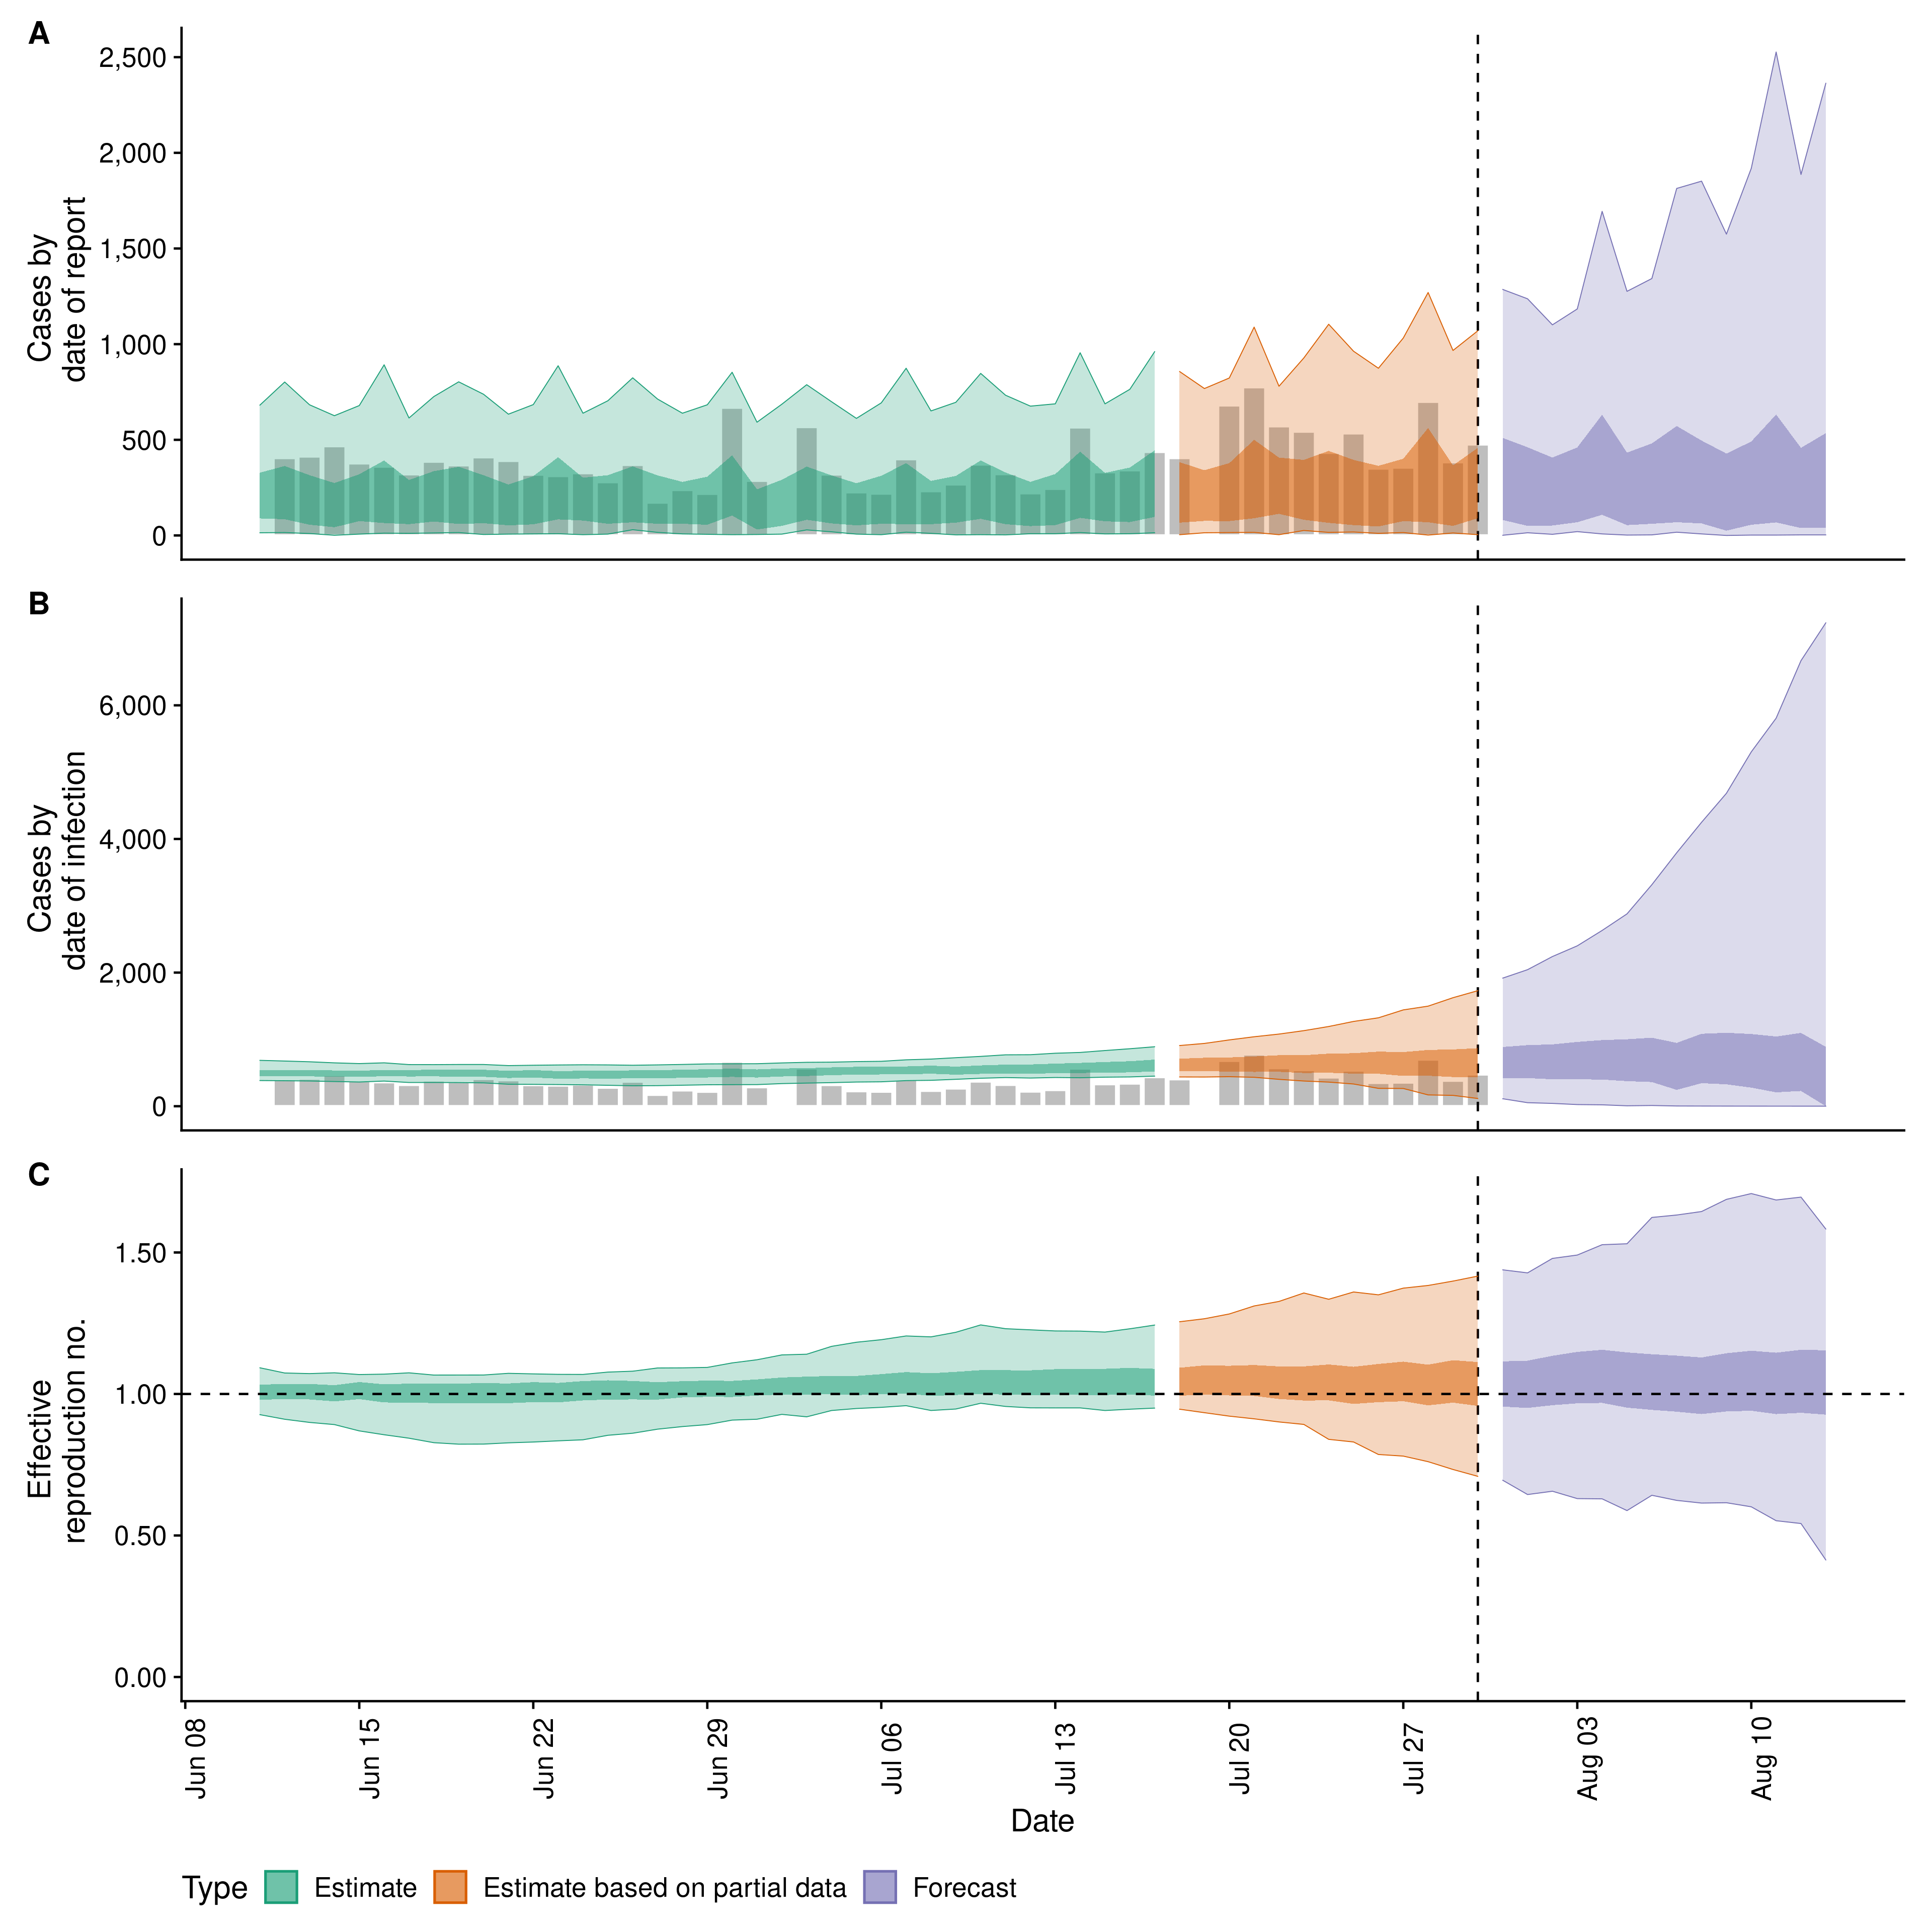 A
2,500
2,000
1,500
1,000
500
0
Cases by
date of report
B
6,000
4,000
2,000
0
Cases by
date of infection
C
1.50
1.00
0.50
0.00
Effective
reproduction no.
Jun 08
Jun 15
Jun 22
Jun 29
Jul 06
Jul 13
Jul 20
Jul 27
Aug 03
Aug 10
Date
Type Estimate Estimate based on partial data Forecast